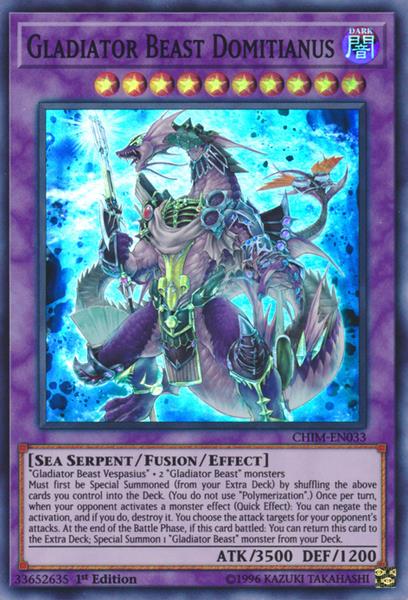 GLADIATOR BEAST DOMITIANUS
DARK
闇
CHIM-EN033
[SEA SERPENT/FUSION/EFFECT]
"Gladiator Beast Vespasius" + 2 "Gladiator Beast" monsters
Must first be Special Summoned (from your Extra Deck) by shuffling the above
cards you control into the Deck. (You do not use "Polymerization".) Once per turn,
when your opponent activates a monster effect (Quick Effect): You can negate the
activation, and if you do, destroy it. You choose the attack targets for your opponent's
attacks. At the end of the Battle Phase, if this card battled: You can return this card
to the Extra Deck; Special Summon 1 "Gladiator Beast" monster from your Deck.
ATK/3500 DEF/1200
33652635 1st Edition ©1996 KAZUKI TAKAHASHI